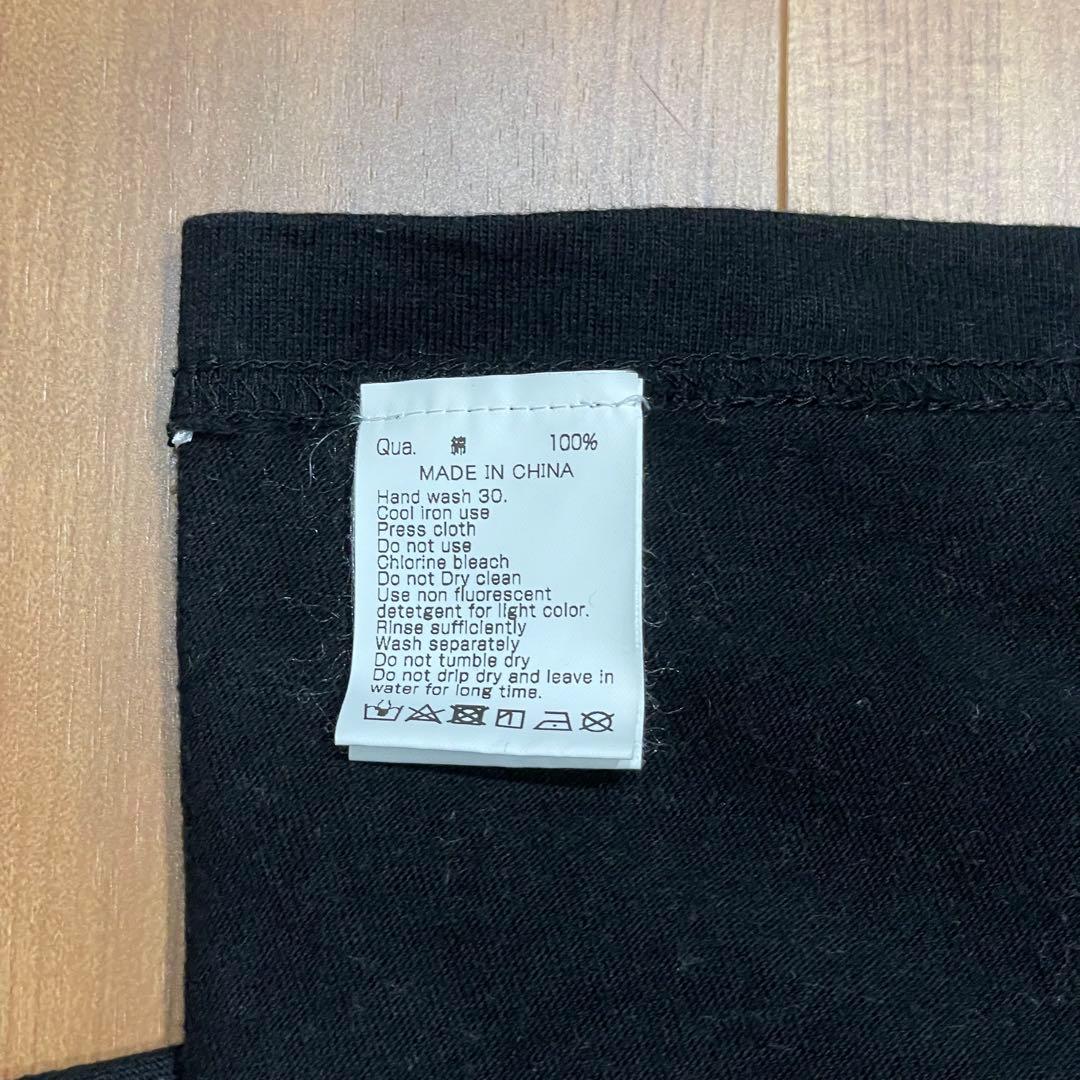 Qua. 綿 100%
MADE IN CHINA
Hand wash 30.
Cool iron use
Press cloth
Do not use
Chlorine bleach
Do not Dry clean
Use non fluorescent
detetgent for light color.
Rinse sufficiently
Wash separately
Do not tumble dry
Do not drip dry and leave in
water for long time.